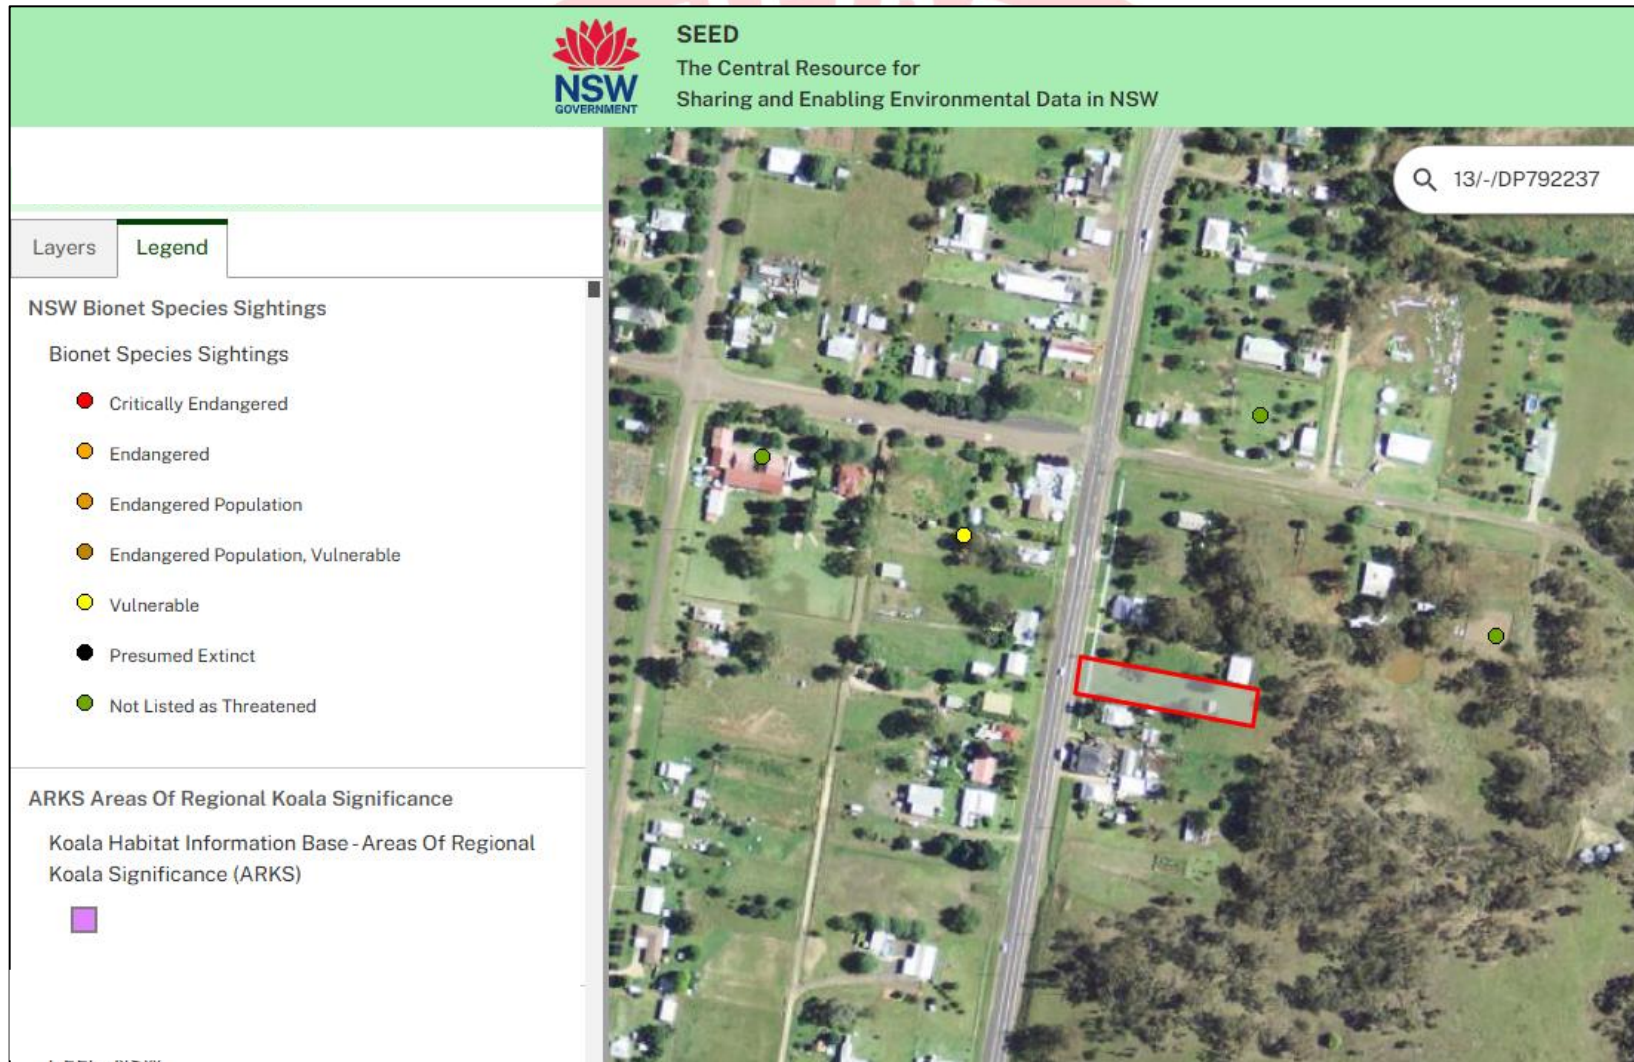 NSW
GOVERNMENT
SEED
The Central Resource for
Sharing and Enabling Environmental Data in NSW
13/-/DP792237
Layers
Legend
NSW Bionet Species Sightings
Bionet Species Sightings
Critically Endangered
Endangered
Endangered Population
Endangered Population, Vulnerable
Vulnerable
Presumed Extinct
Not Listed as Threatened
ARKS Areas Of Regional Koala Significance
Koala Habitat Information Base - Areas Of Regional
Koala Significance (ARKS)